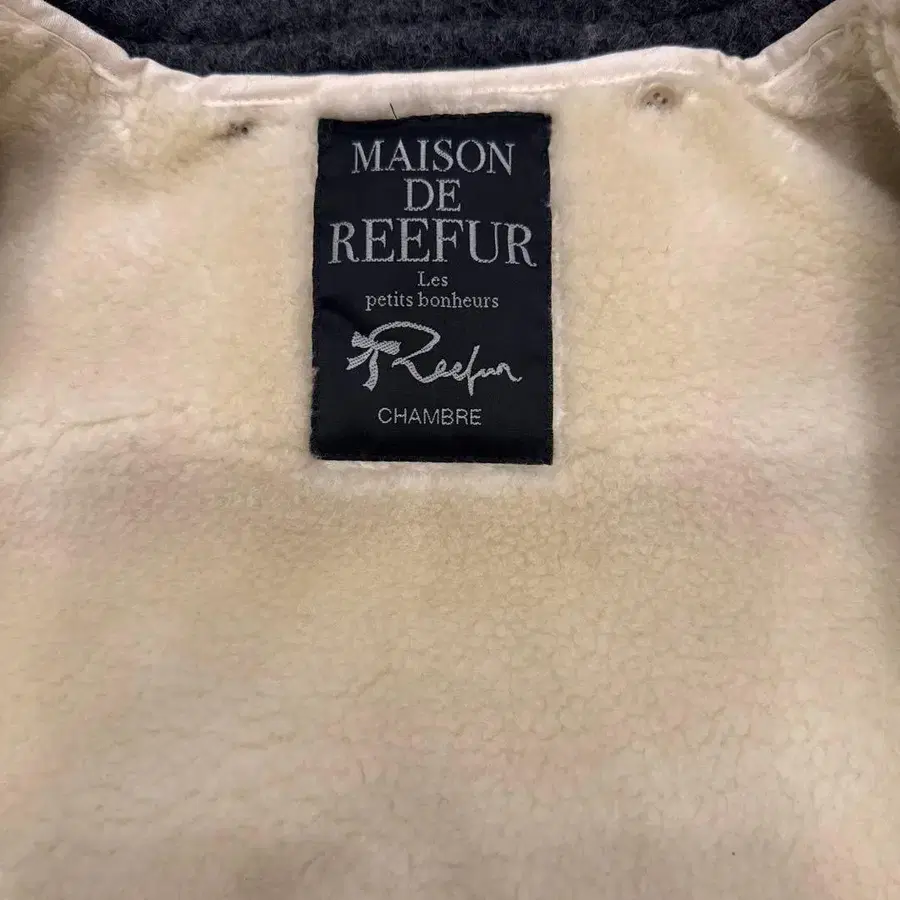 MAISON
DE
REEFUR
Les
petits bonheurs
Reefur
CHAMBRE